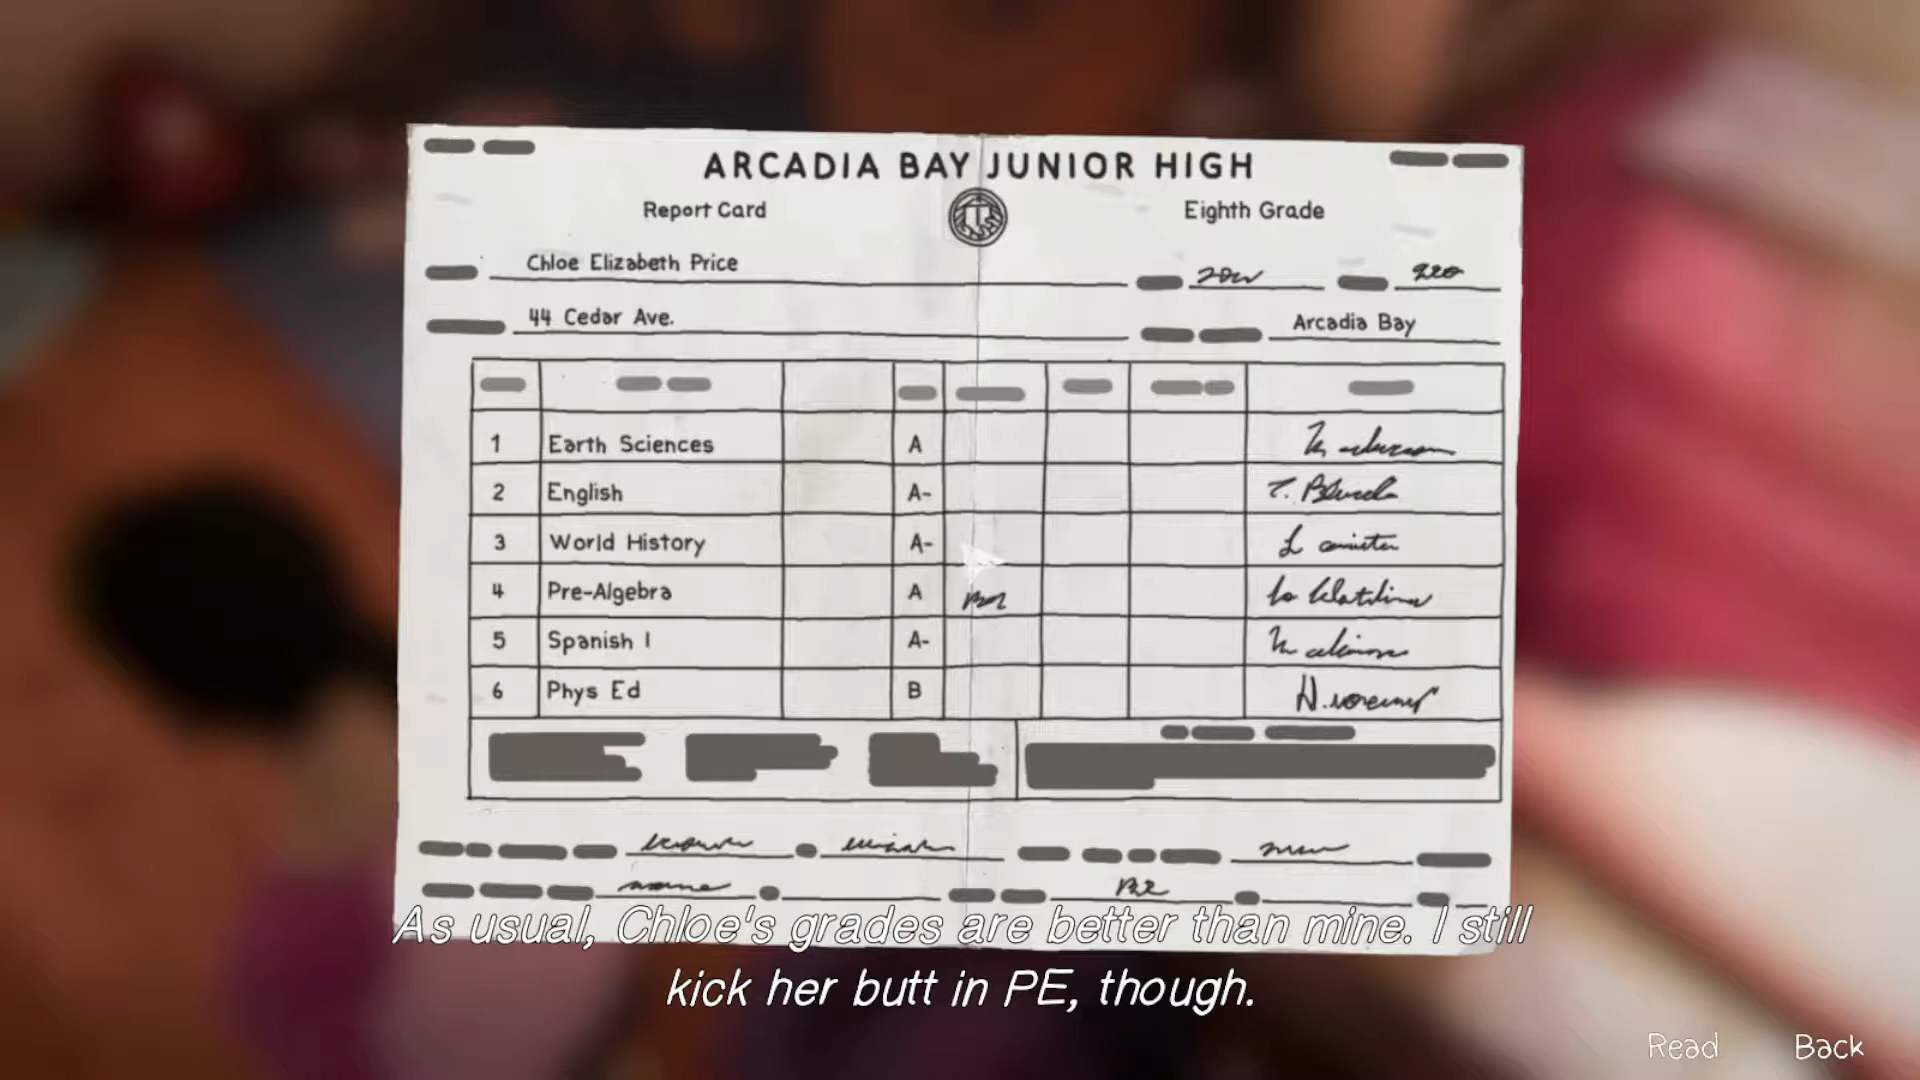 ARCADIA BAY JUNIOR HIGH
Report Card
Eighth Grade
Chloe Elizabeth Price
44 Cedar Ave.
Arcadia Bay
1 Earth Sciences A
2 English A-
3 World History A-
4 Pre-Algebra A
5 Spanish I A-
6 Phys Ed B
As usual, Chloe's grades are better than mine. I still
kick her butt in PE, though.
Read Back